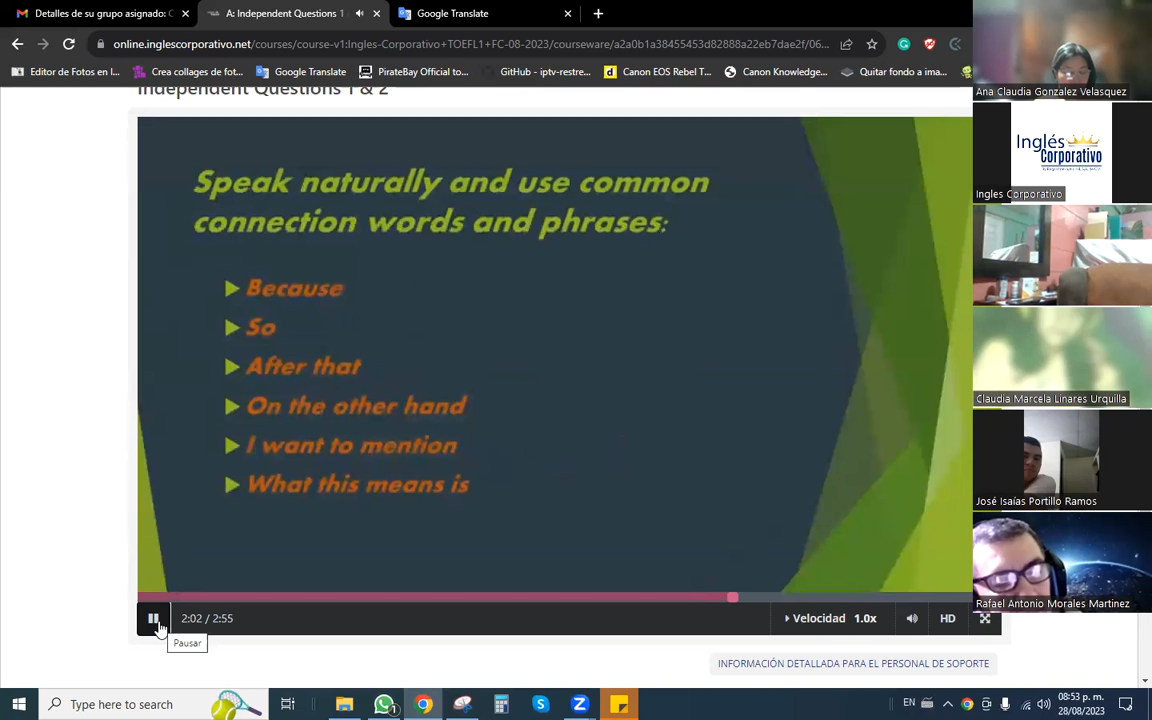 Detalles de su grupo asignado: C
A: Independent Questions 1
Google Translate
online.inglescorporativo.net/courses/course-v1:Ingles-Corporativo+TOEFL1+FC-08-2023/courseware/a2a0b1a38455453d82888a22eb7dae2f/06...
Editor de Fotos en l...
Crea collages de fot...
Google Translate
PirateBay Official to...
GitHub - iptv-restre...
Canon EOS Rebel T...
Canon Knowledge...
Quitar fondo a ima...
Independent Questions 1 & 2
Speak naturally and use common
connection words and phrases:
Because
So
After that
On the other hand
I want to mention
What this means is
2:02 / 2:55
Velocidad 1.0x
HD
Pausar
INFORMACIÓN DETALLADA PARA EL PERSONAL DE SOPORTE
Ana Claudia Gonzalez Velasquez
Inglés
Corporativo
Ingles Corporativo
Claudia Marcela Linares Urquilla
José Isaías Portillo Ramos
Rafael Antonio Morales Martinez
Type here to search
1
EN
08:53 p. m.
28/08/2023